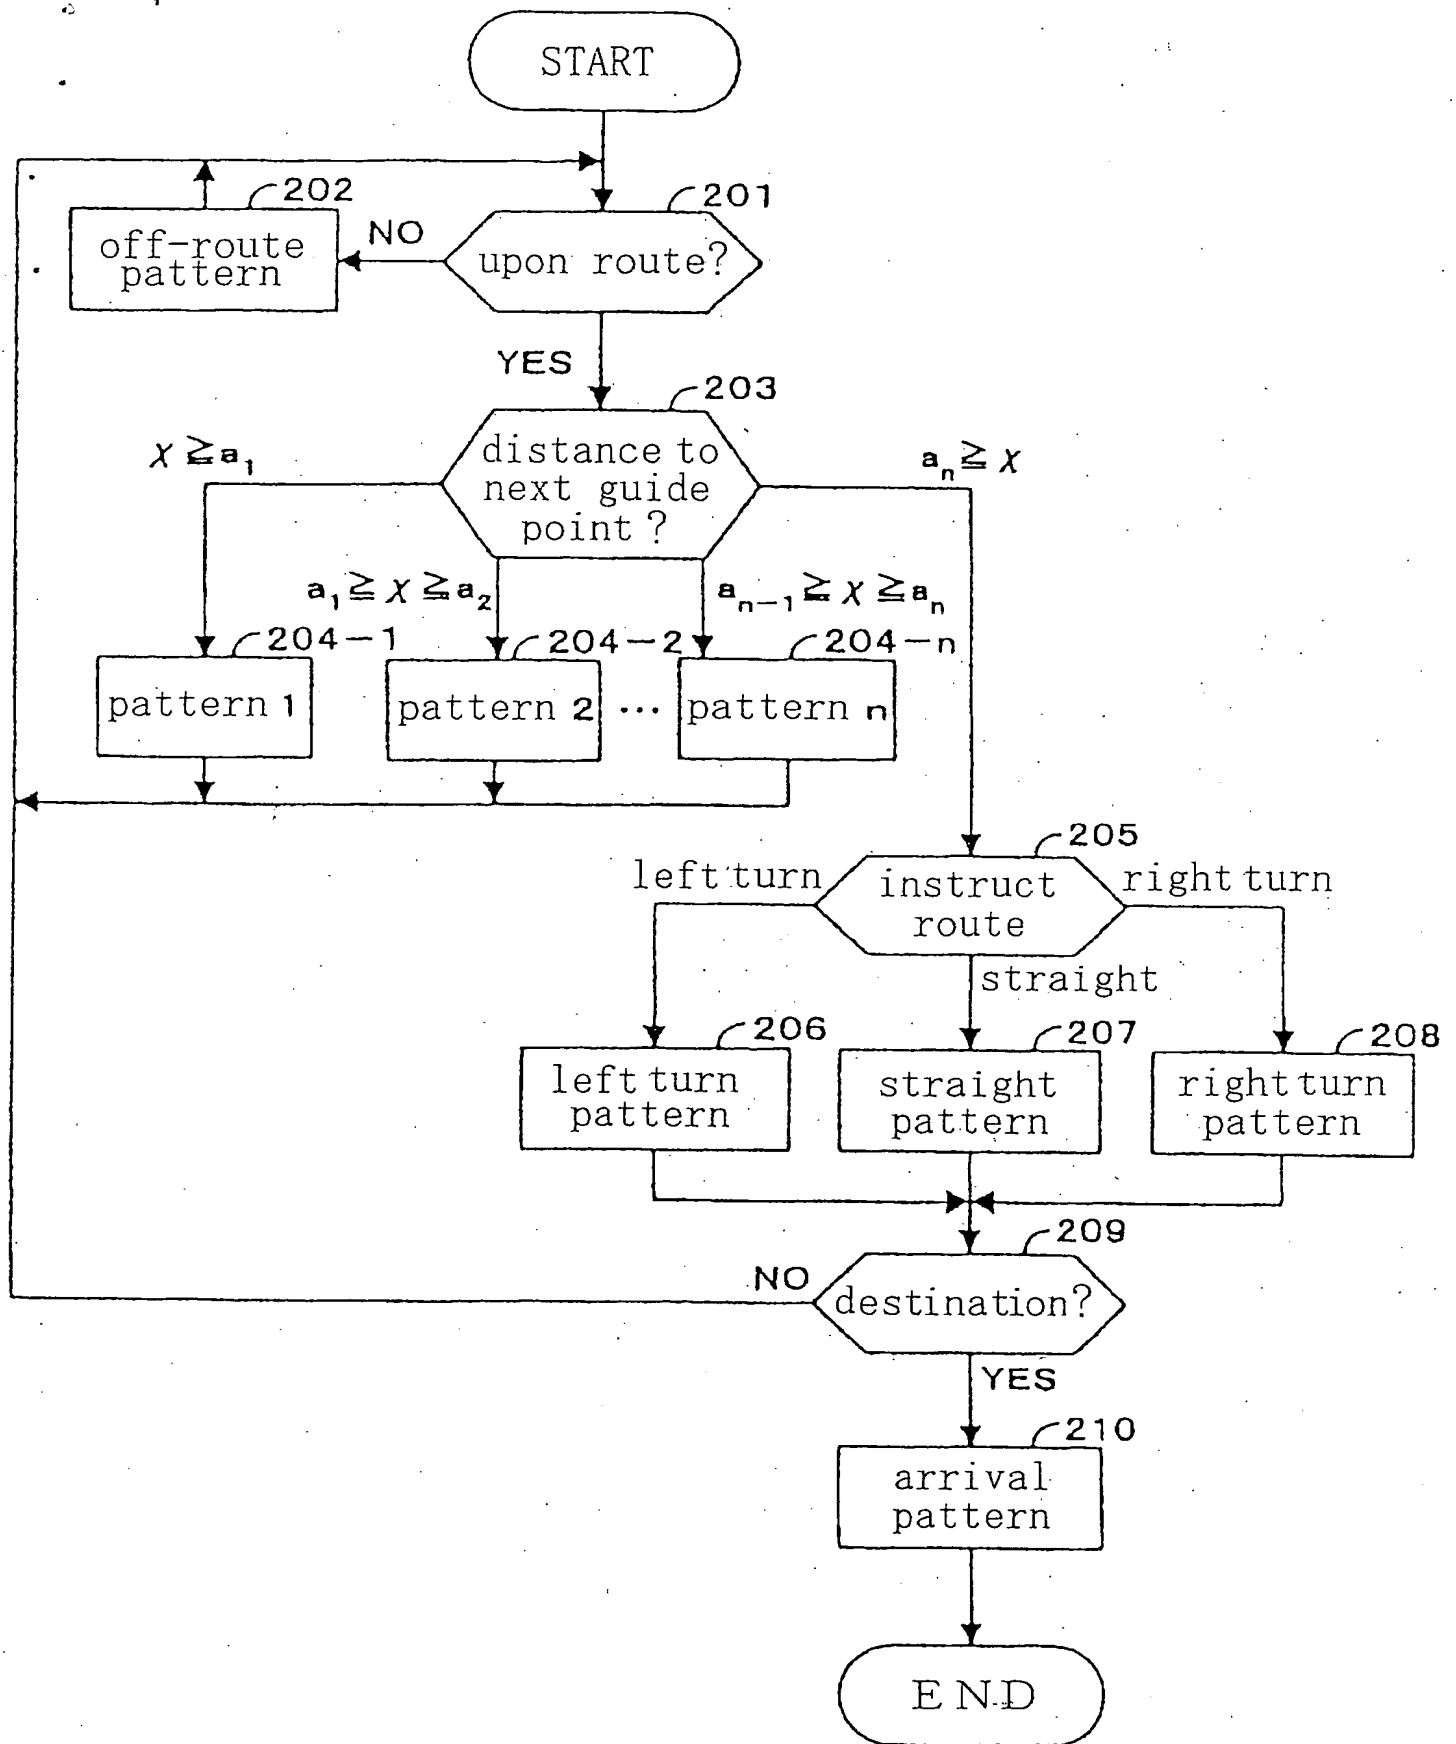 START
202
201
off-route
pattern
NO
upon route?
YES
203
χ ≧ a₁
distance to
next guide
point ?
aₙ ≧ χ
a₁ ≧ χ ≧ a₂
aₙ₋₁ ≧ χ ≧ aₙ
204-1
204-2
204-n
pattern 1
pattern 2
...
pattern n
205
left turn
instruct
route
right turn
straight
206
207
208
left turn
pattern
straight
pattern
right turn
pattern
209
NO
destination?
YES
210
arrival
pattern
END